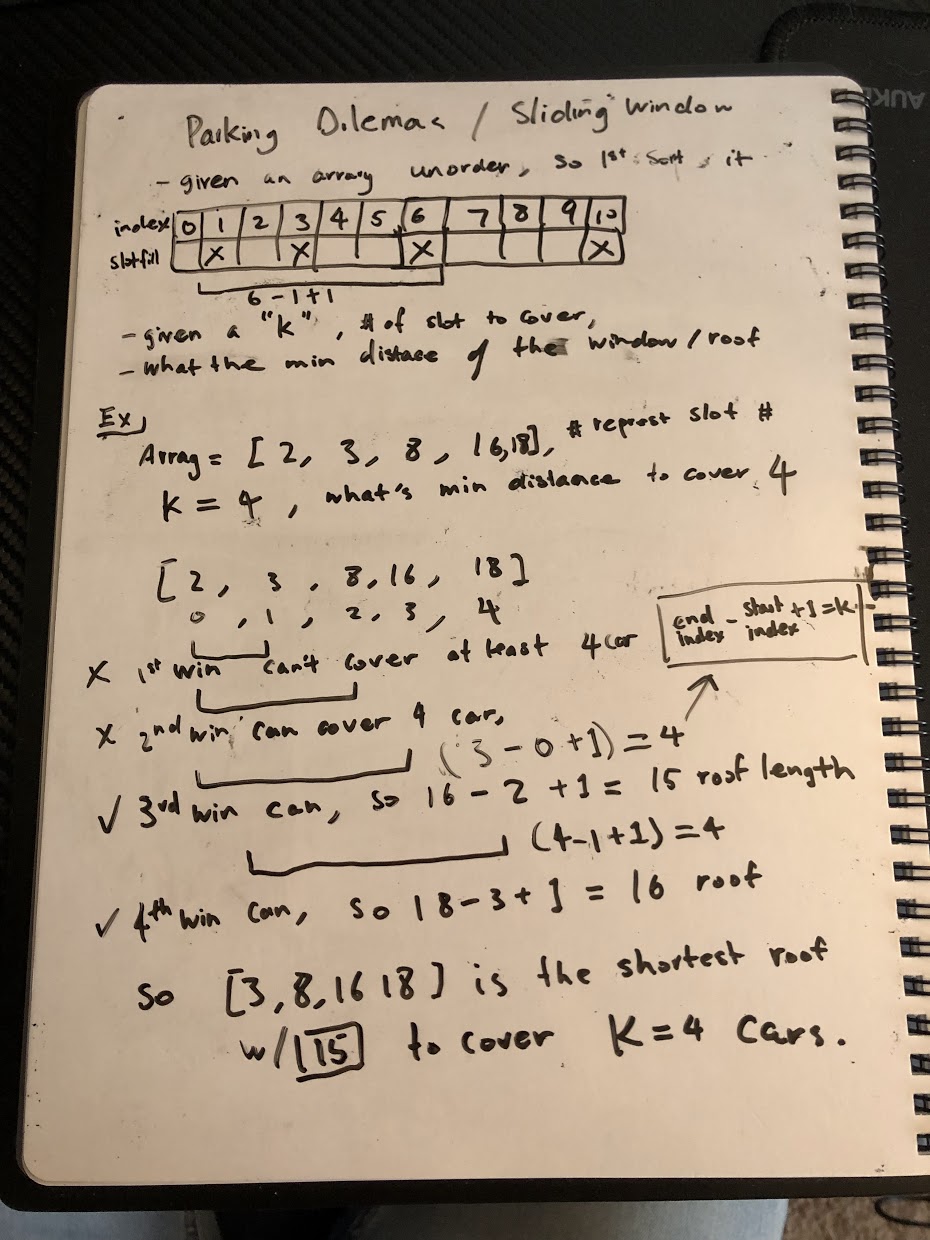 AUKE
Parking Dilemas / Sliding Window
- given an array unorder, so 1st sort it
index 0 1 2 3 4 5 6 7 8 9 10
slotfill X X X X
6 - 1 + 1
- given a "k", # of slot to cover,
- what the min distace of the window/roof
Ex
Array = [2, 3, 8, 16,18], # represt slot #
K = 4, what's min distance to cover 4
[2, 3, 8, 16, 18]
0, 1, 2, 3, 4
end index - start index + 1 = k
X 1st win can't cover at least 4 car
X 2nd win can cover 4 car,
(3 - 0 + 1) = 4
✓ 3rd win can, so 16 - 2 + 1 = 15 roof length
(4-1+1) = 4
✓ 4th win can, so 18 - 3 + 1 = 16 roof
So [3, 8, 16 18] is the shortest roof
w/ 15 to cover K = 4 cars.